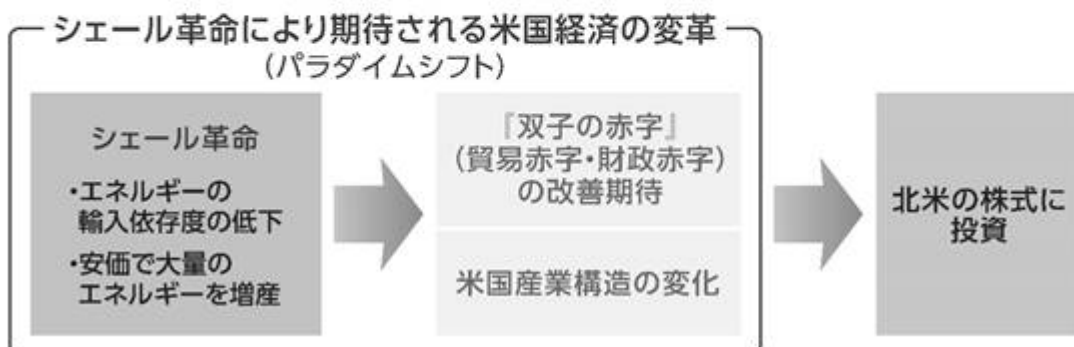 シェール革命により期待される米国経済の変革
（パラダイムシフト）
シェール革命
・エネルギーの
輸入依存度の低下
・安価で大量の
エネルギーを増産
『双子の赤字』
（貿易赤字・財政赤字）
の改善期待
米国産業構造の変化
北米の株式に
投資